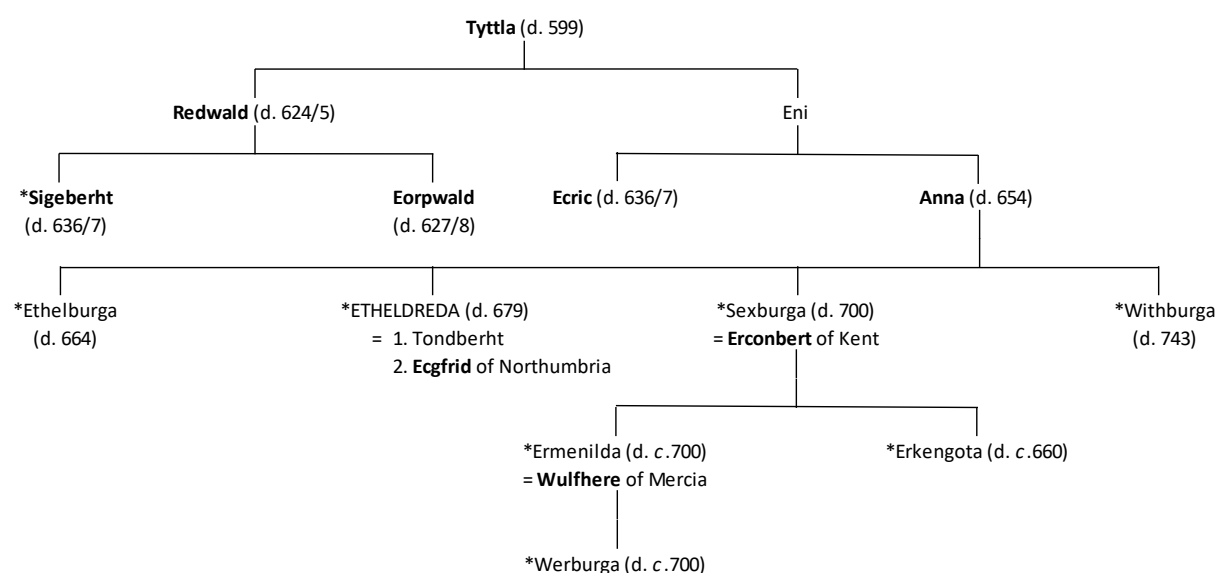 Tyttla (d. 599)
Redwald (d. 624/5)
Eni
*Sigeberht
(d. 636/7)
Eorpwald
(d. 627/8)
Ecric (d. 636/7)
Anna (d. 654)
*Ethelburga
(d. 664)
*ETHELDREDA (d. 679)
= 1. Tondberht
2. Ecgfrid of Northumbria
*Sexburga (d. 700)
= Erconbert of Kent
*Withburga
(d. 743)
*Ermenilda (d. c.700)
= Wulfhere of Mercia
*Erkengota (d. c.660)
*Werburga (d. c.700)